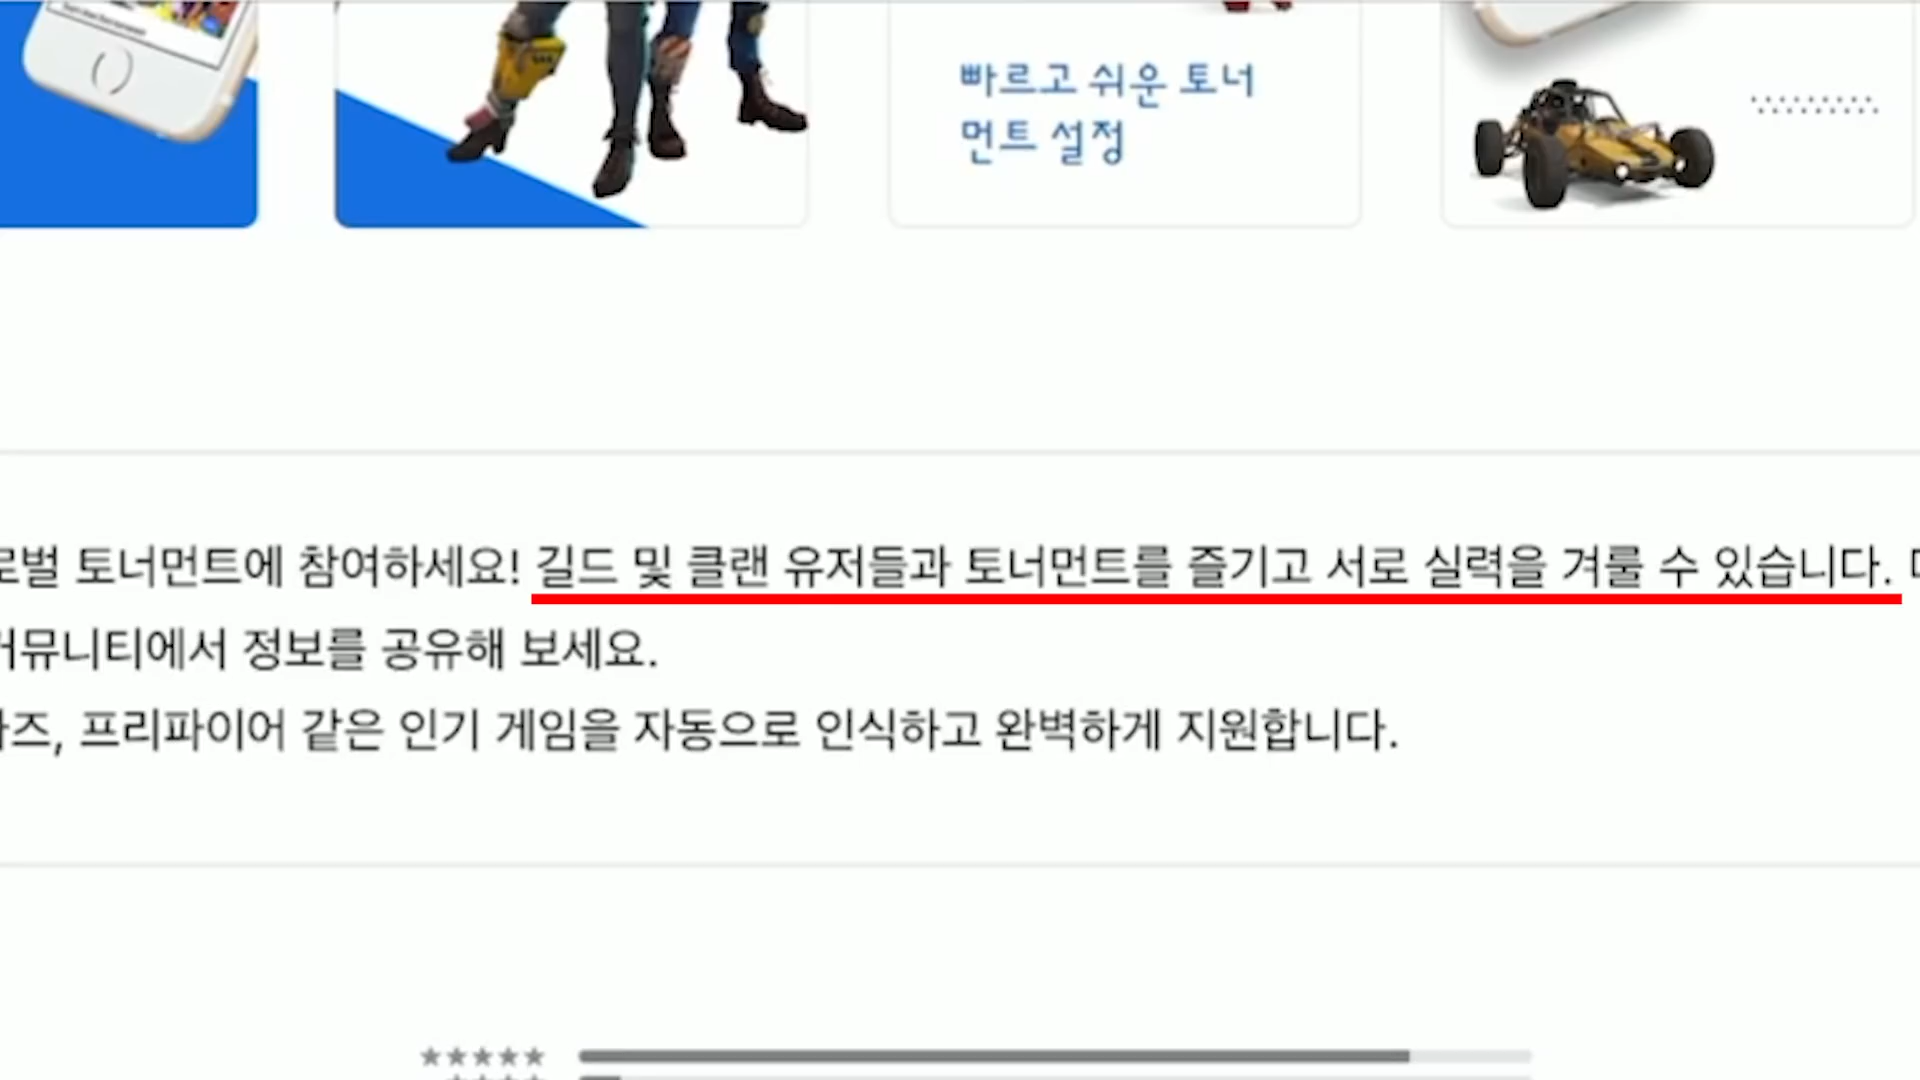 빠르고 쉬운 토너
먼트 설정
토너먼트에 참여하세요! 길드 및 클랜 유저들과 토너먼트를 즐기고 서로 실력을 겨룰 수 있습니다.
커뮤니티에서 정보를 공유해 보세요.
프리파이어 같은 인기 게임을 자동으로 인식하고 완벽하게 지원합니다.